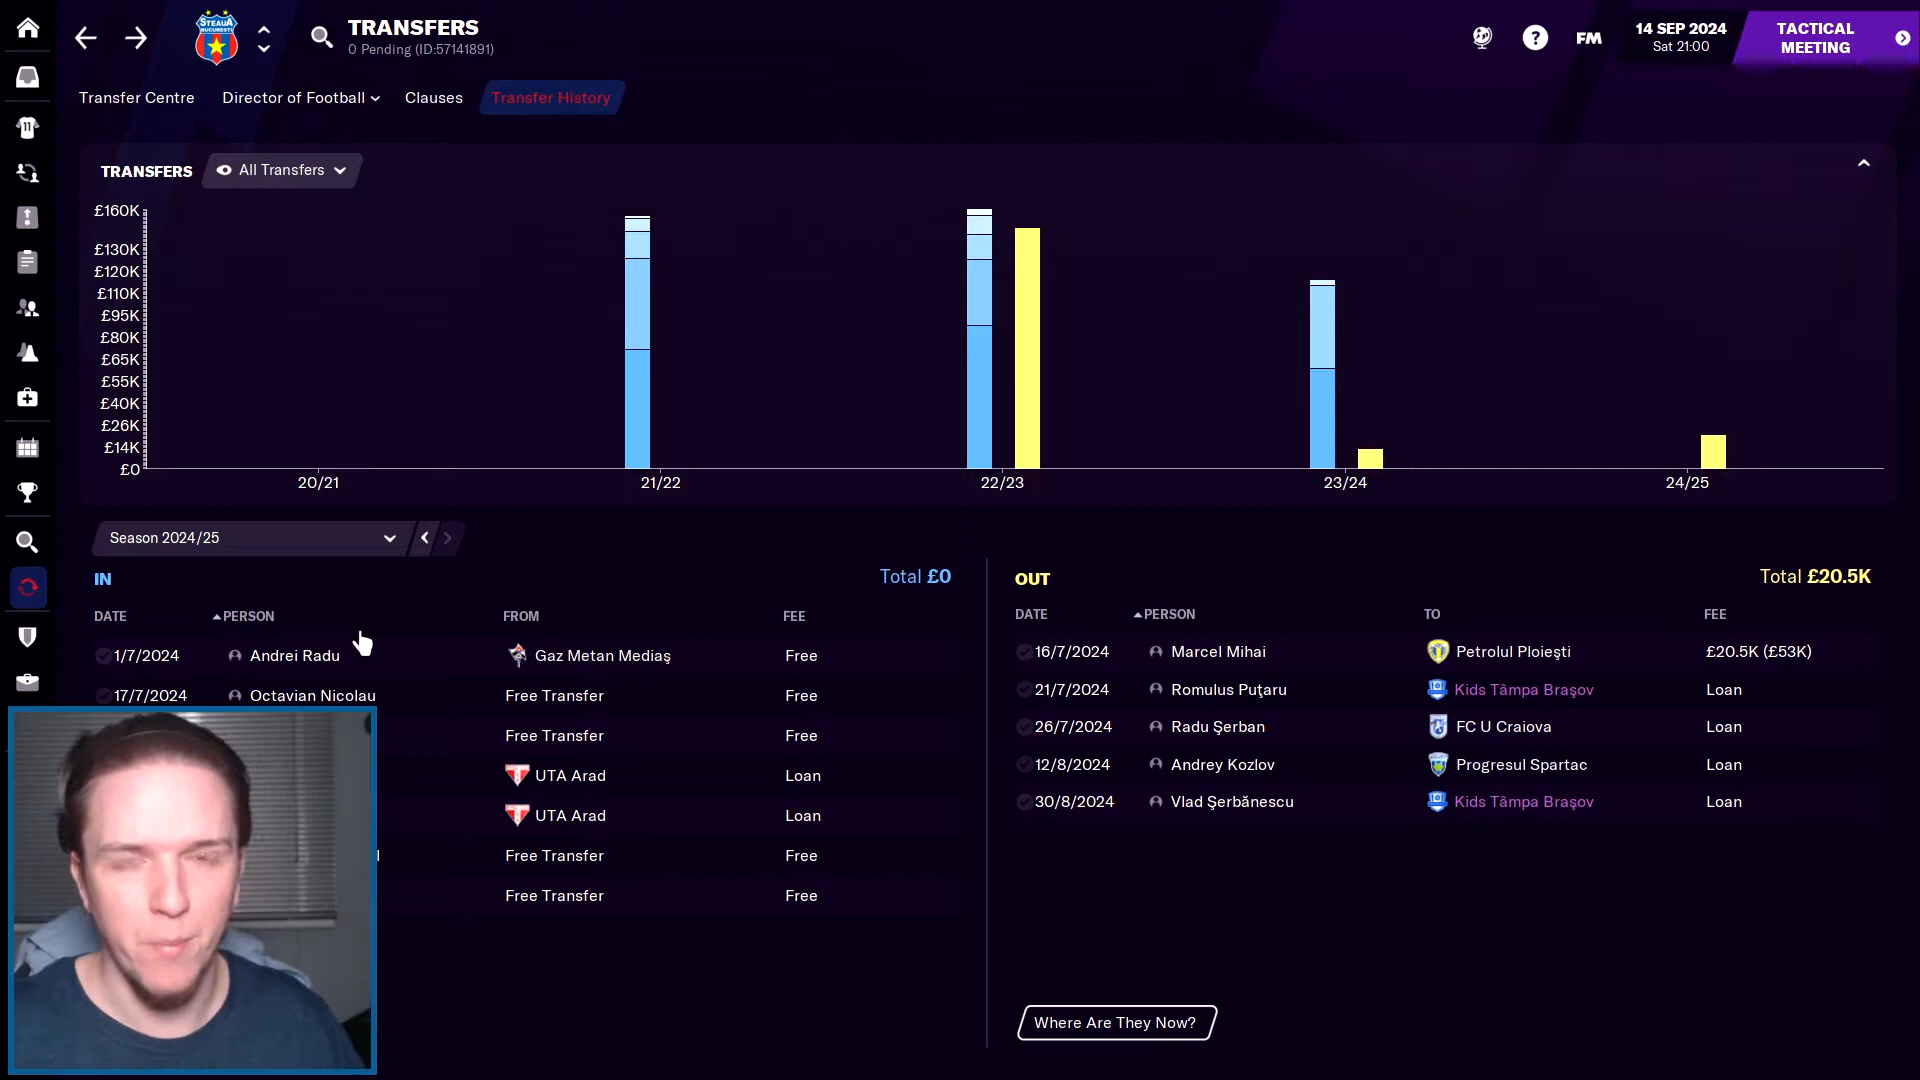 STEAUA
BUCURESTI
TRANSFERS
0 Pending (ID:57141891)
FM
14 SEP 2024
Sat 21:00
TACTICAL
MEETING
Transfer Centre
Director of Football
Clauses
Transfer History
TRANSFERS
All Transfers
£160K
£130K
£120K
£110K
£95K
£80K
£65K
£55K
£40K
£26K
£14K
£0
20/21
21/22
22/23
23/24
24/25
Season 2024/25
IN
Total £0
DATE PERSON FROM FEE
1/7/2024 Andrei Radu Gaz Metan Mediaş Free
17/7/2024 Octavian Nicolau Free Transfer Free
Free Transfer Free
UTA Arad Loan
UTA Arad Loan
Free Transfer Free
Free Transfer Free
OUT
Total £20.5K
DATE PERSON TO FEE
16/7/2024 Marcel Mihai Petrolul Ploieşti £20.5K (£53K)
21/7/2024 Romulus Puţaru Kids Tâmpa Braşov Loan
26/7/2024 Radu Şerban FC U Craiova Loan
12/8/2024 Andrey Kozlov Progresul Spartac Loan
30/8/2024 Vlad Şerbănescu Kids Tâmpa Braşov Loan
Where Are They Now?